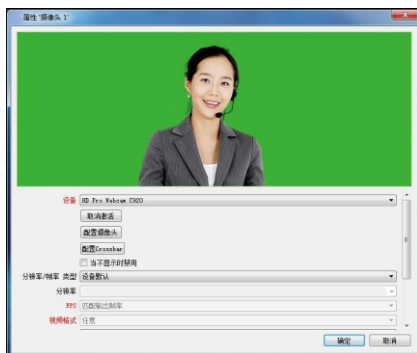 属性 '摄像头 1'
设备 HD Pro Webcam C920
取消激活
配置摄像头
配置Crossbar
当不显示时禁用
分辨率/帧率 类型 设备默认
分辨率
FPS 匹配输出帧率
视频格式 任意
确定 取消